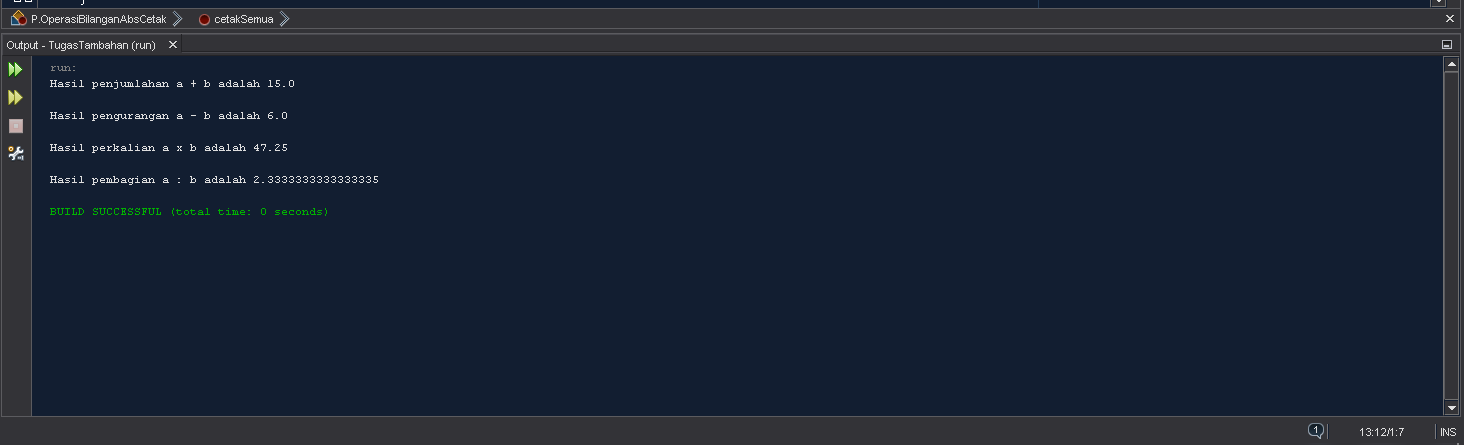 P.OperasiBilanganAbsCetak cetakSemua
Output - TugasTambahan (run)
run:
Hasil penjumlahan a + b adalah 15.0
Hasil pengurangan a - b adalah 6.0
Hasil perkalian a x b adalah 47.25
Hasil pembagian a : b adalah 2.3333333333333335
BUILD SUCCESSFUL (total time: 0 seconds)
1 13:12/1:7 INS